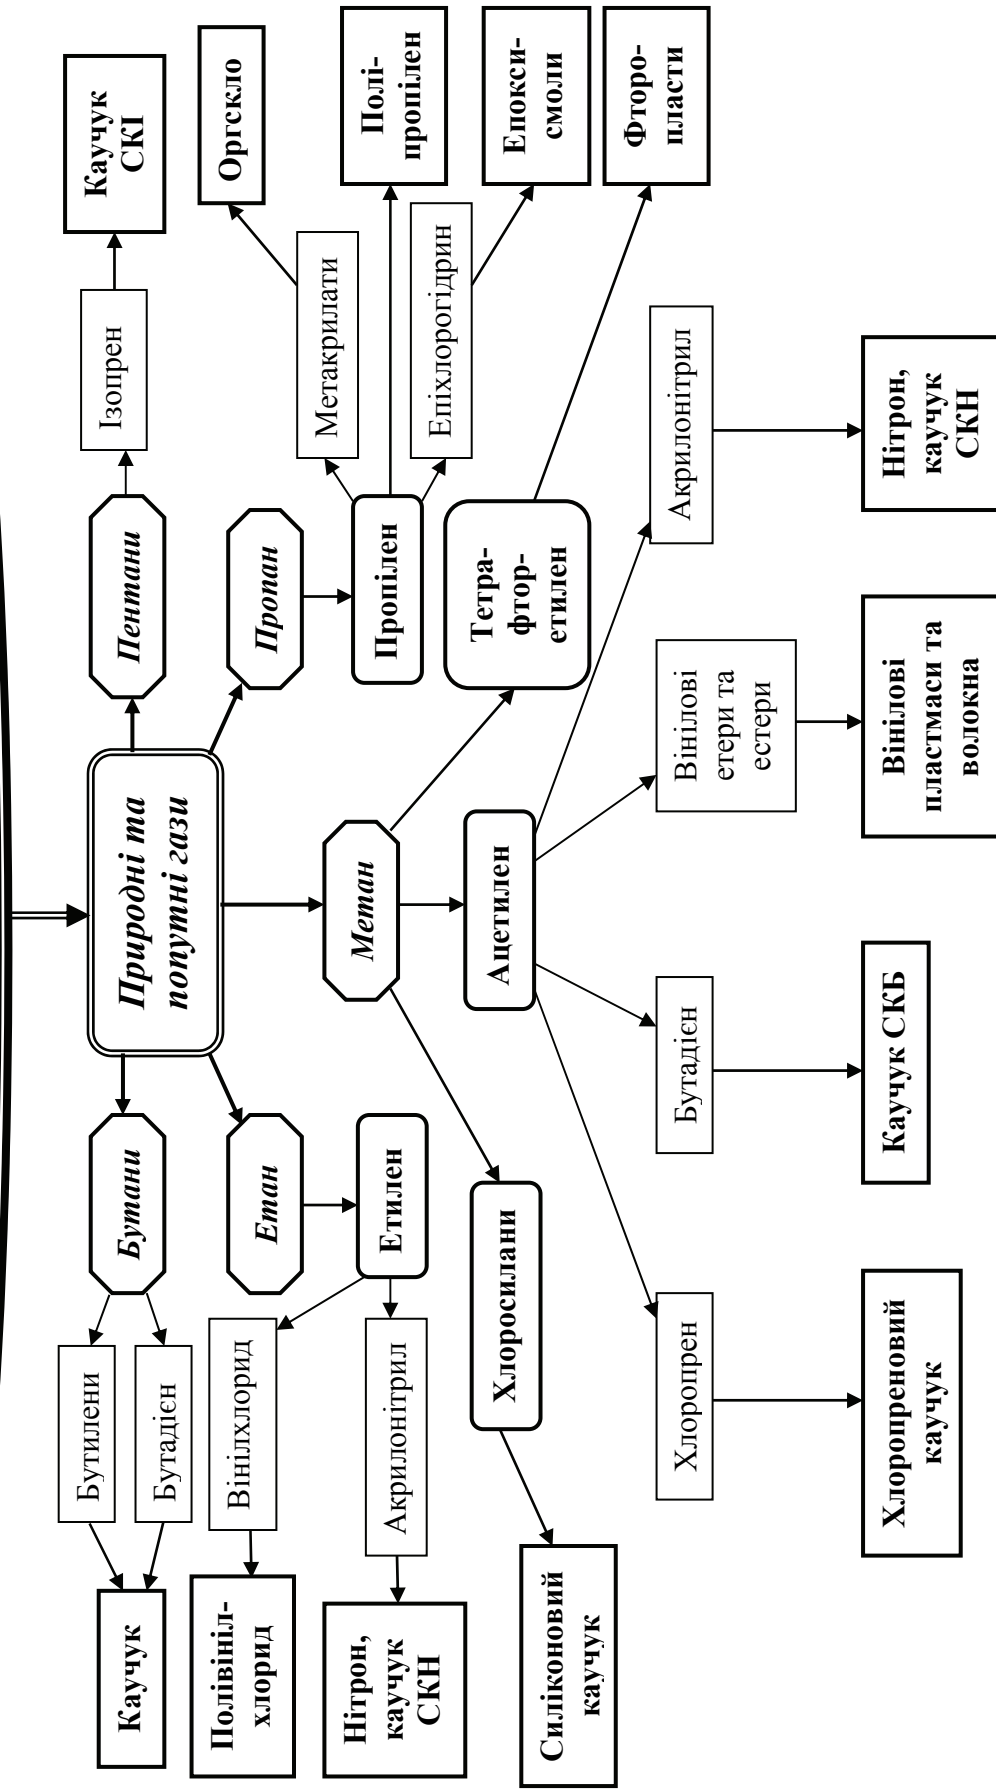 Природні та
попутні гази
Бутани
Пентани
Етан
Пропан
Метан
Бутилени
Бутадієн
Каучук
Ізопрен
Каучук
СКІ
Етилен
Вінілхлорид
Полівініл-
хлорид
Акрилонітрил
Нітрон,
каучук
СКН
Пропілен
Метакрилати
Оргскло
Полі-
пропілен
Епіхлорогідрин
Епокси-
смоли
Хлоросилани
Силіконовий
каучук
Ацетилен
Тетра-
фтор-
етилен
Фторо-
пласти
Хлоропрен
Бутадієн
Вінілові
етери та
естери
Акрилонітрил
Хлоропреновий
каучук
Каучук СКБ
Вінілові
пластмаси та
волокна
Нітрон,
каучук
СКН